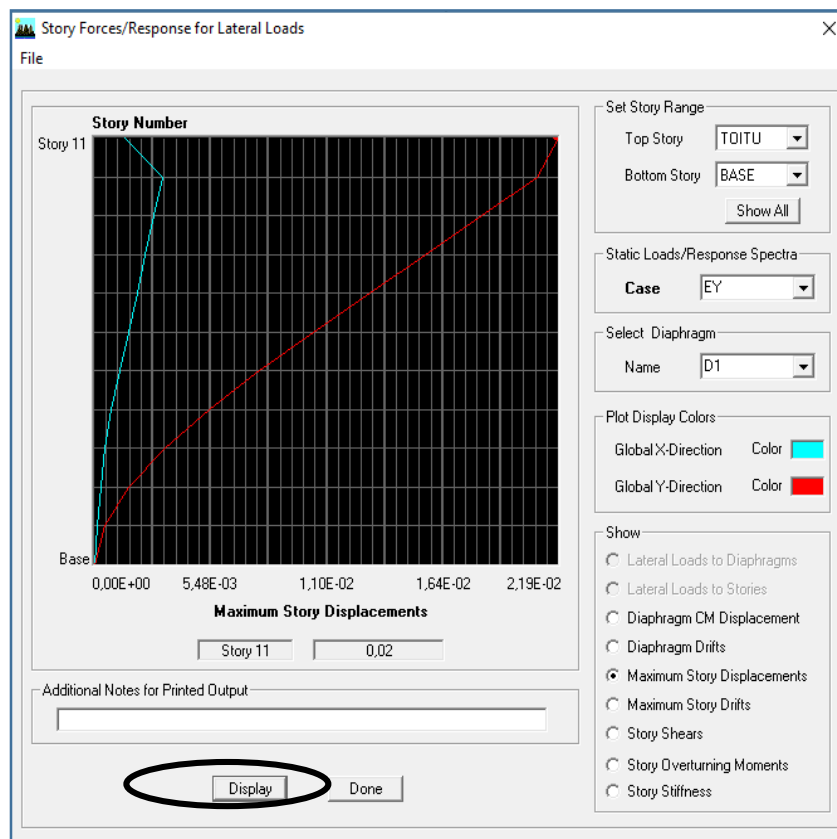 Story Forces/Response for Lateral Loads
File
Story Number
Story 11
Base
0,00E+00 5,48E-03 1,10E-02 1,64E-02 2,19E-02
Maximum Story Displacements
Story 11 0,02
Additional Notes for Printed Output
Display Done
Set Story Range
Top Story TOITU
Bottom Story BASE
Show All
Static Loads/Response Spectra
Case EY
Select Diaphragm
Name D1
Plot Display Colors
Global X-Direction Color
Global Y-Direction Color
Show
Lateral Loads to Diaphragms
Lateral Loads to Stories
Diaphragm CM Displacement
Diaphragm Drifts
Maximum Story Displacements
Maximum Story Drifts
Story Shears
Story Overturning Moments
Story Stiffness